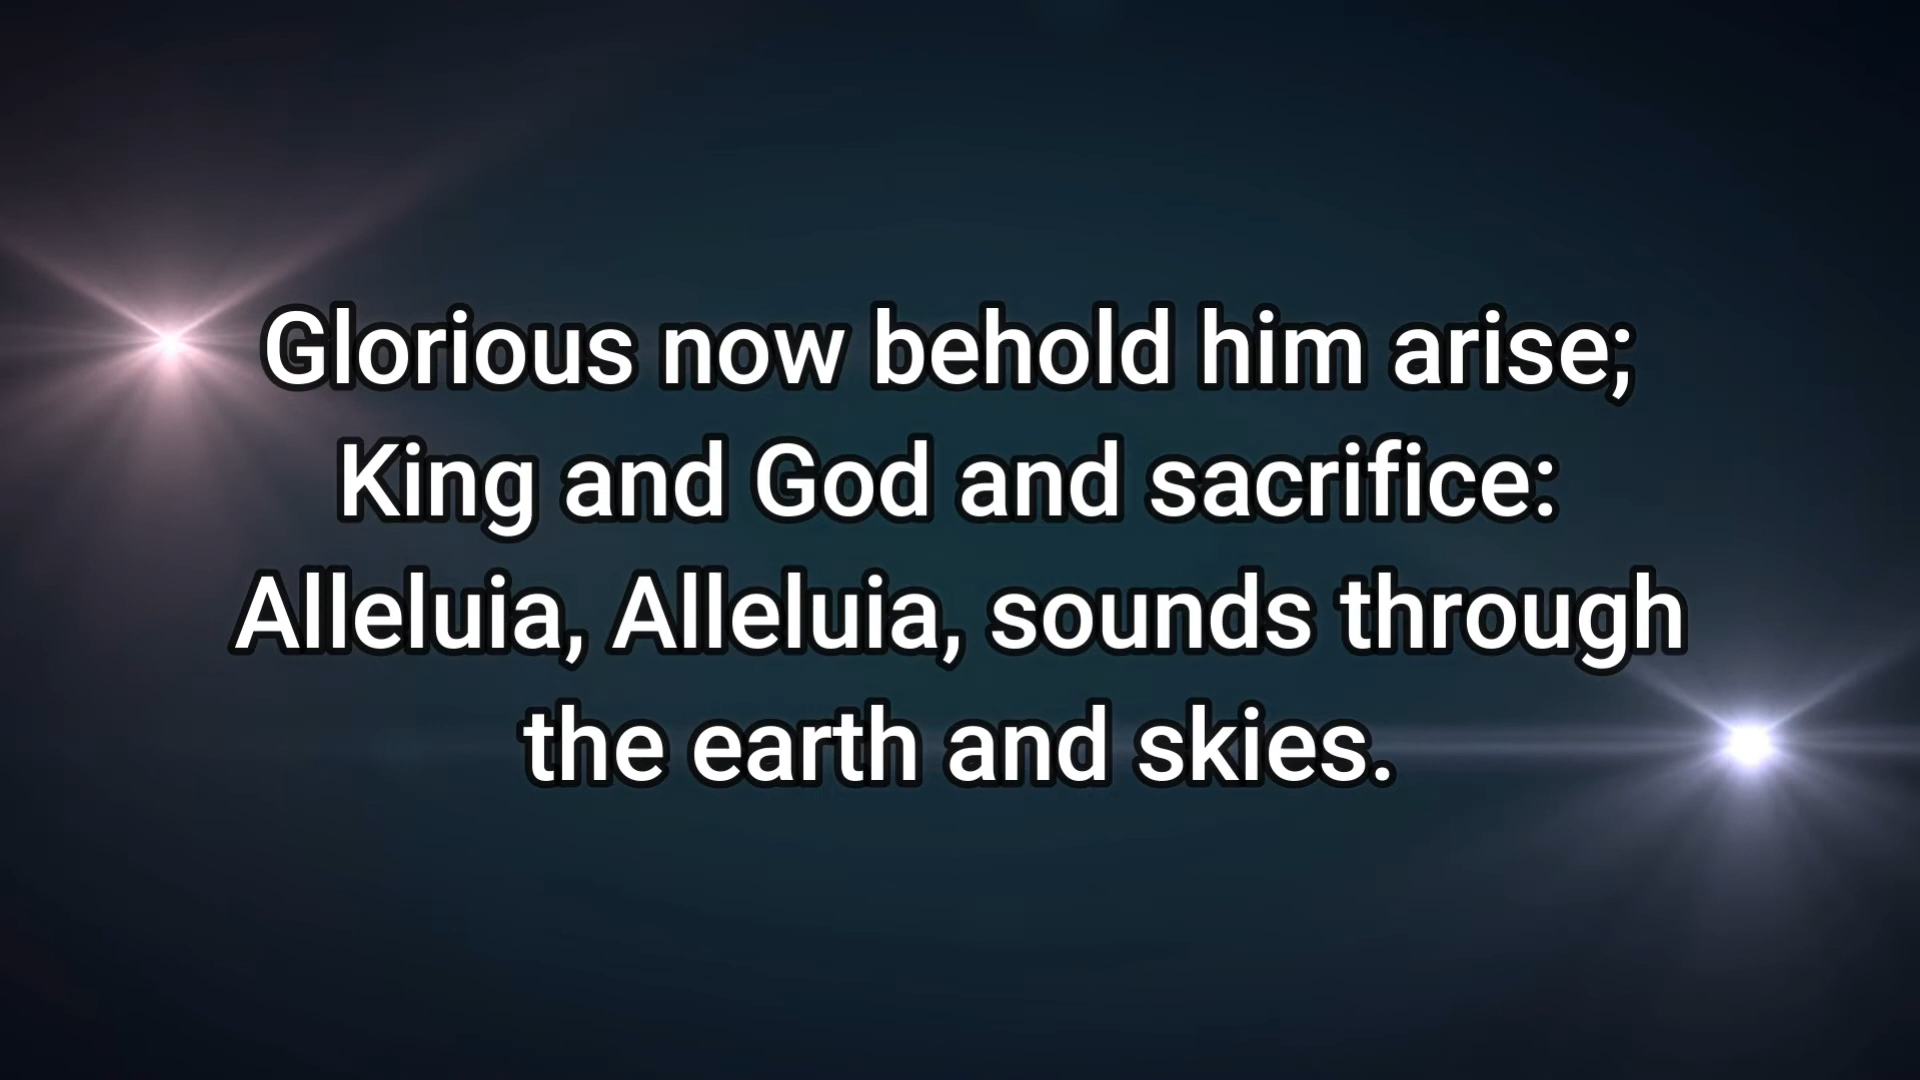 Glorious now behold him arise;
King and God and sacrifice:
Alleluia, Alleluia, sounds through
the earth and skies.